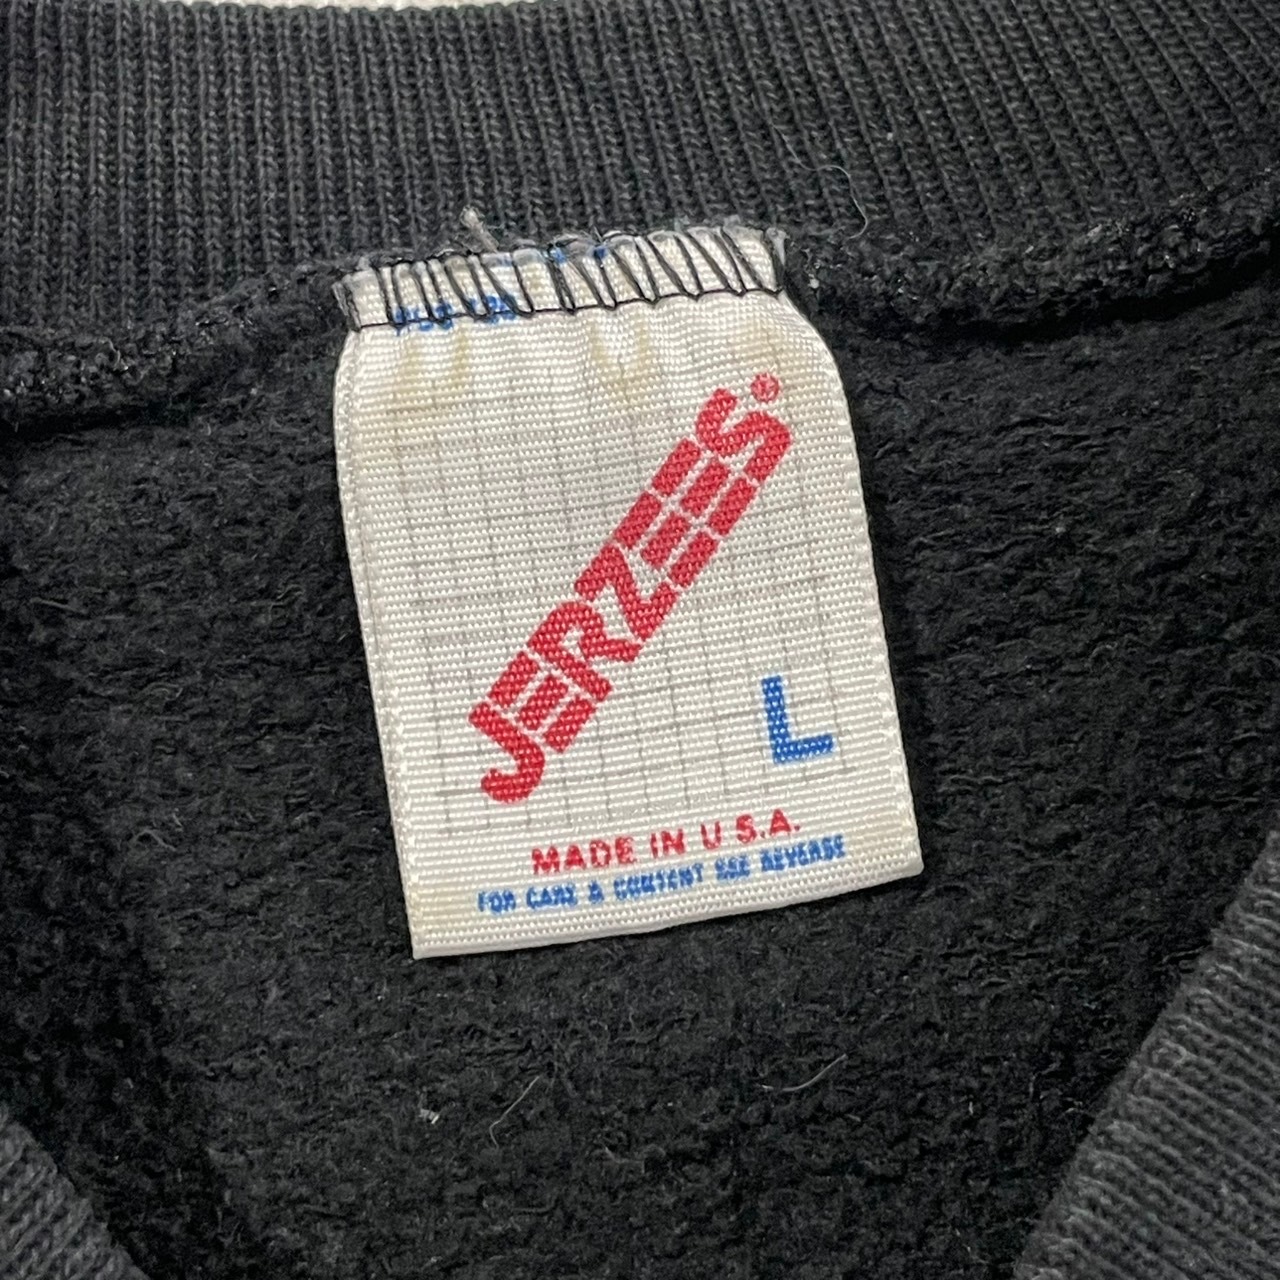 JERZEES®
L
MADE IN U.S.A.
FOR CARE & CONTENT SEE REVERSE